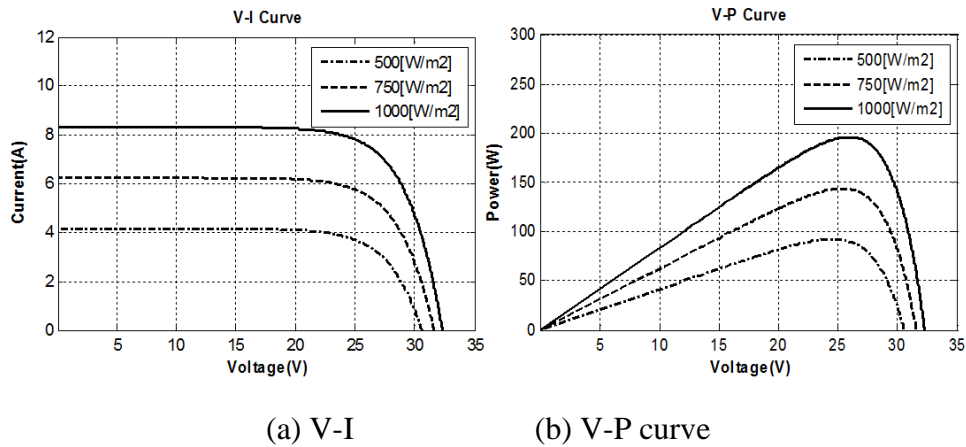 V-I Curve
12
10
8
6
4
2
0
5
10
15
20
25
30
35
Current(A)
Voltage(V)
500[W/m2]
750[W/m2]
1000[W/m2]
V-P Curve
300
250
200
150
100
50
0
5
10
15
20
25
30
35
Power(W)
Voltage(V)
500[W/m2]
750[W/m2]
1000[W/m2]
(a) V-I
(b) V-P curve